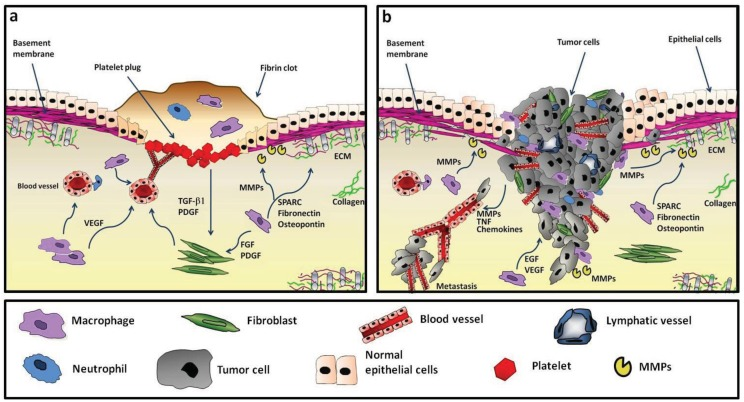 a
Basement
membrane
Platelet plug
Fibrin clot
MMPs
ECM
Blood vessel
TGF-β1
PDGF
SPARC
Fibronectin
Osteopontin
Collagen
VEGF
FGF
PDGF
b
Basement
membrane
Tumor cells
Epithelial cells
MMPs
MMPs
ECM
SPARC
Fibronectin
Osteopontin
Collagen
MMPs
TNF
Chemokines
EGF
VEGF
MMPs
Metastasis
Macrophage
Fibroblast
Blood vessel
Lymphatic vessel
Neutrophil
Tumor cell
Normal
epithelial cells
Platelet
MMPs